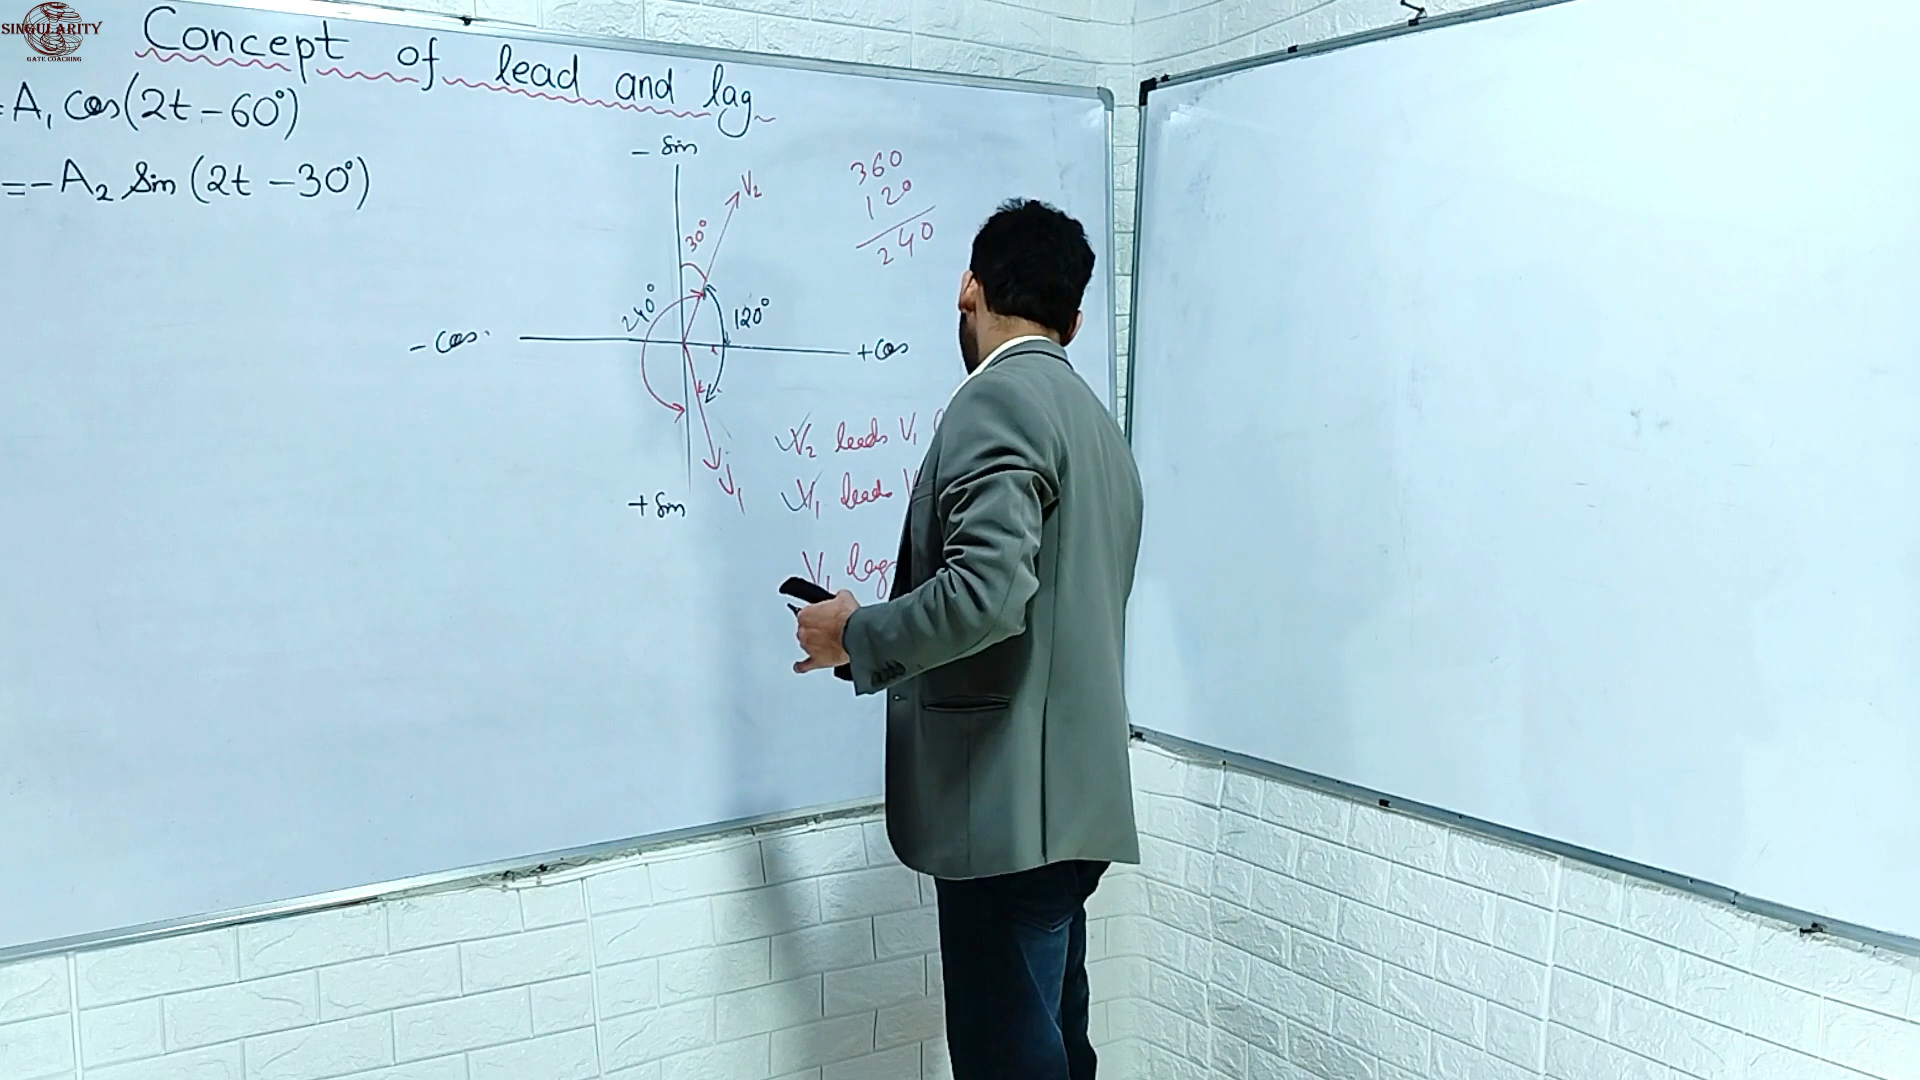 SINGULARITY
GATE COACHING
Concept of lead and lag
=A₁ cos(2t-60°)
=-A₂ Sin (2t -30°)
- Sin
V₂
30°
360
120
240
240°
120°
- cos
+cos
V₁
+ Sin
V₂ leads V₁
V₁ leads V
V₁ lag